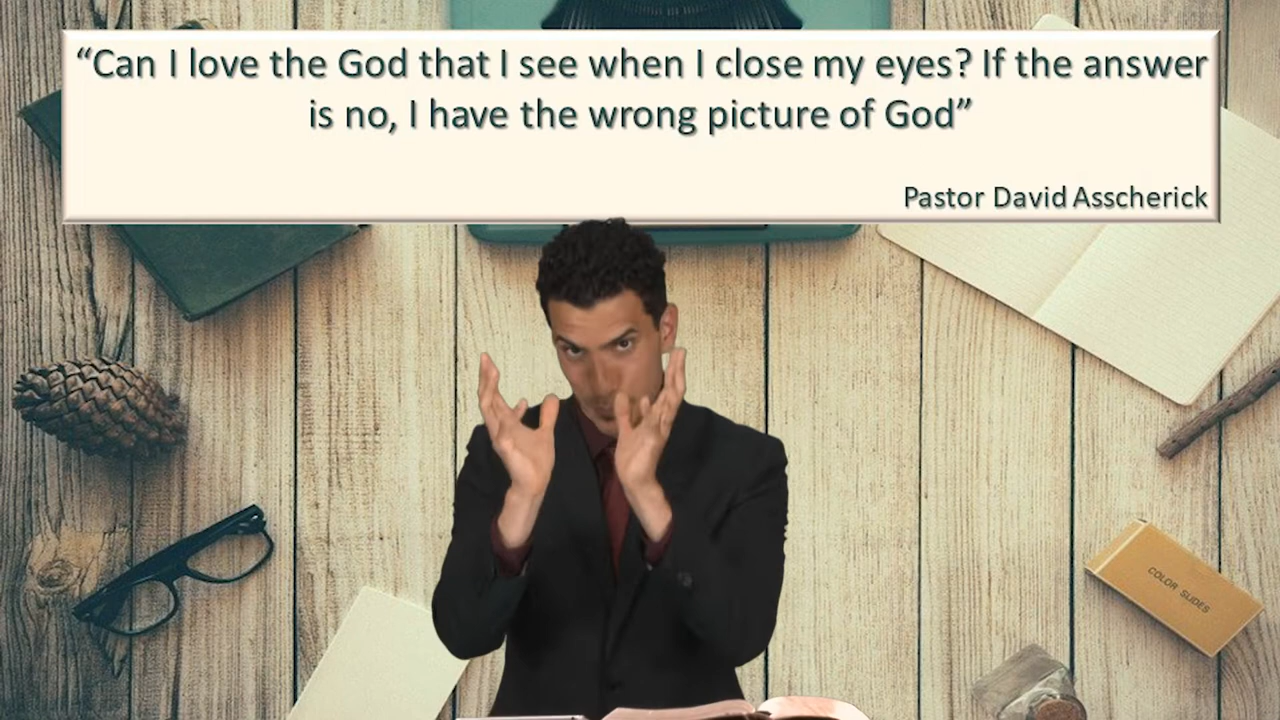 “Can I love the God that I see when I close my eyes? If the answer
is no, I have the wrong picture of God”
Pastor David Asscherick
COLOR SLIDES